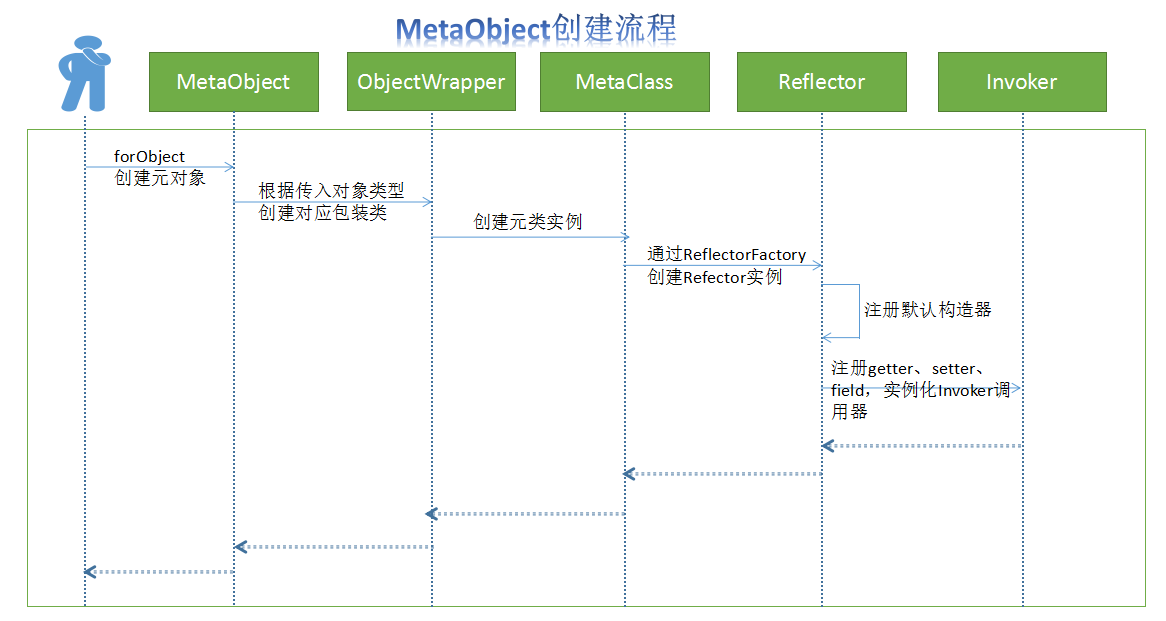 MetaObject创建流程
MetaObject
ObjectWrapper
MetaClass
Reflector
Invoker
forObject
创建元对象
根据传入对象类型
创建对应包装类
创建元类实例
通过ReflectorFactory
创建Refector实例
注册默认构造器
注册getter、setter、
field，实例化Invoker调
用器